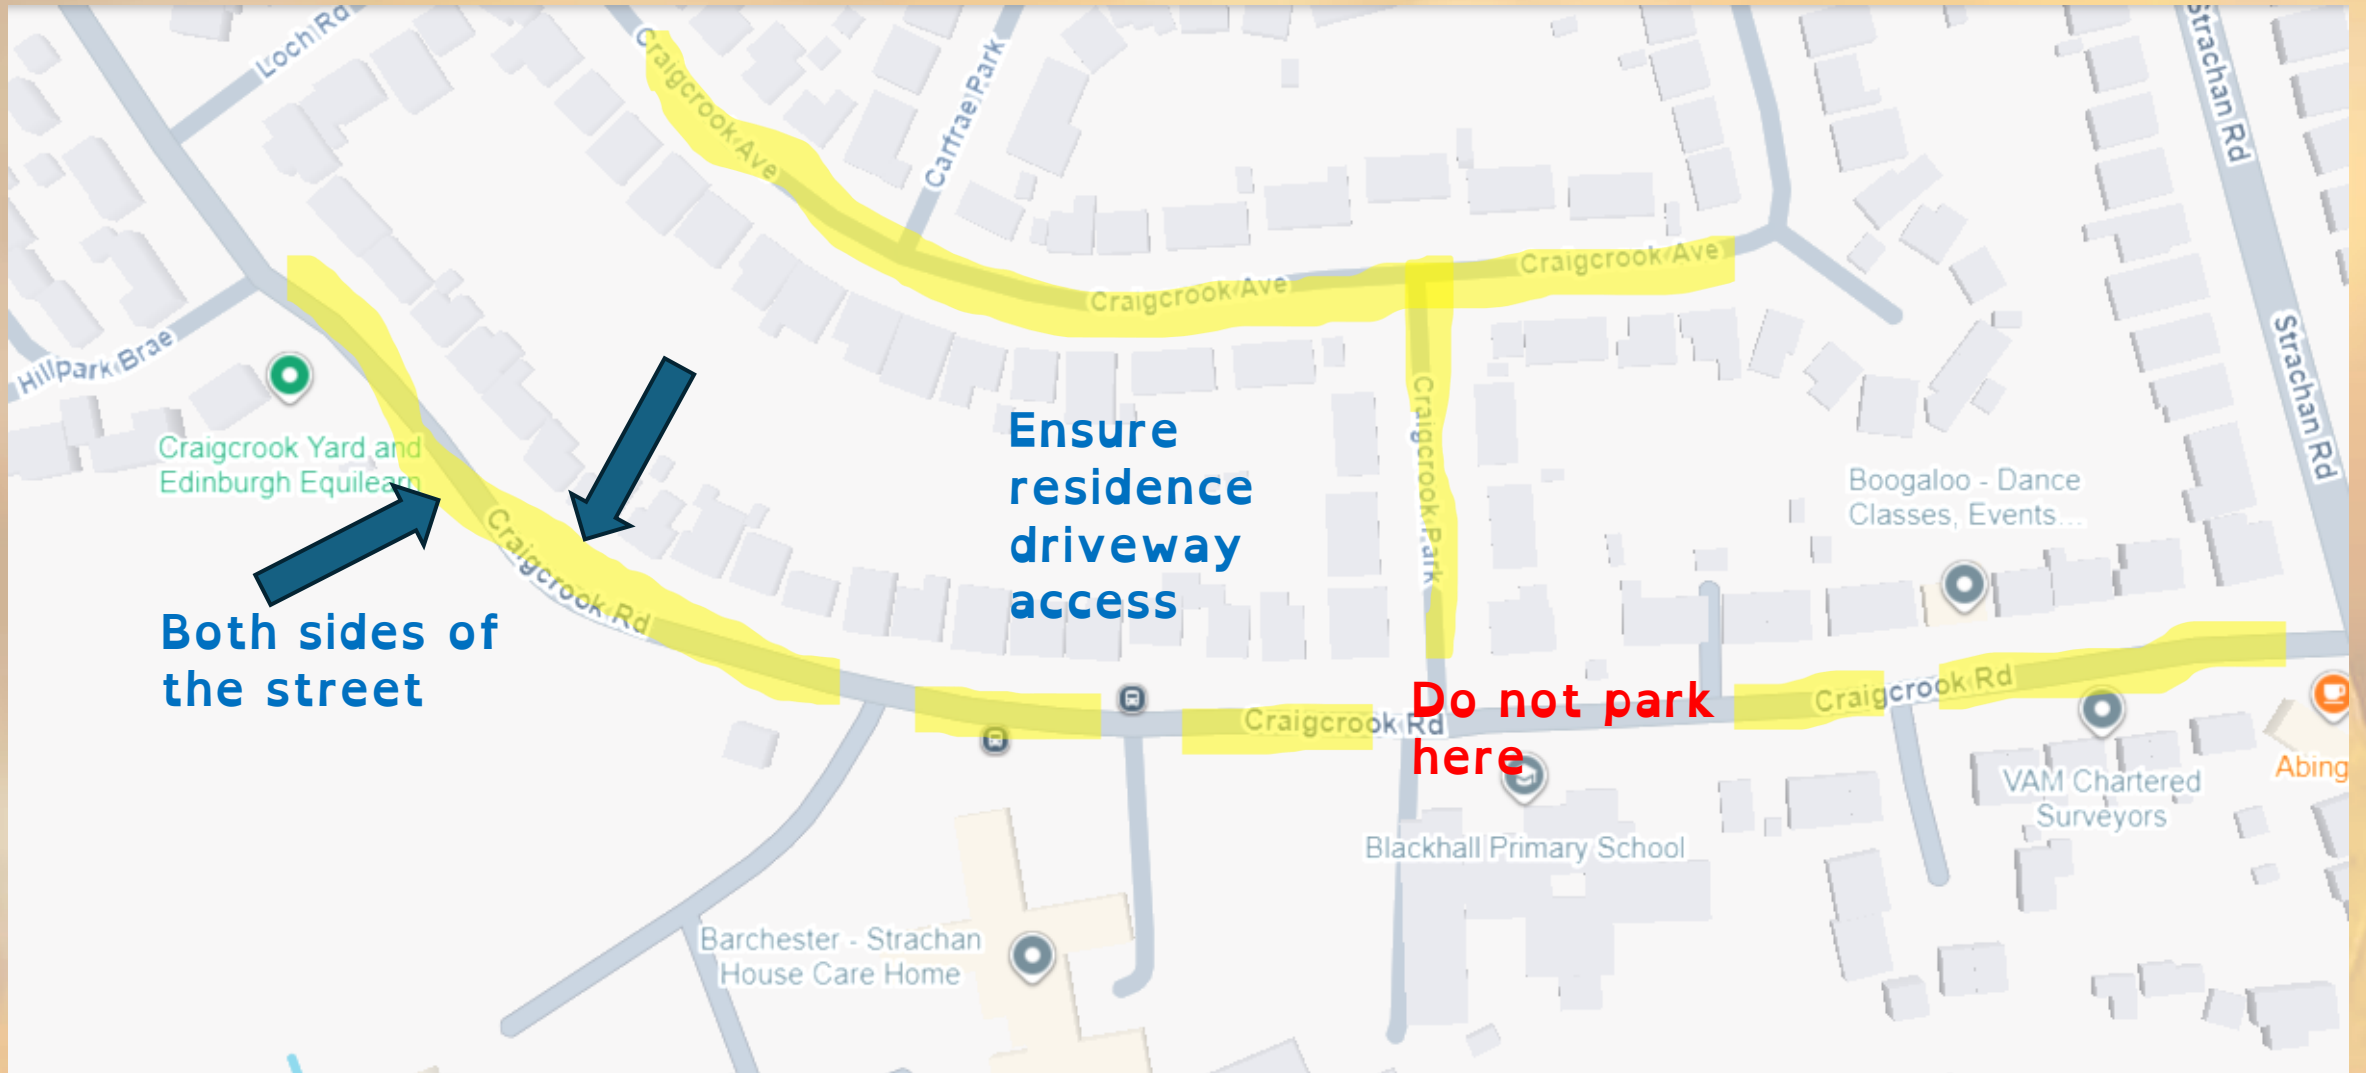 Loch Rd
Craigcrook Ave
Carfrae Park
Strachan Rd
Craigcrook Ave
Craigcrook Ave
Hillpark Brae
Craigcrook Yard and
Edinburgh Equilearn
Ensure
residence
driveway
access
Craigcrook Park
Strachan Rd
Boogaloo - Dance
Classes, Events...
Craigcrook Rd
Both sides of
the street
Craigcrook Rd
Craigcrook Rd
Do not park
here
VAM Chartered
Surveyors
Abing
Blackhall Primary School
Barchester - Strachan
House Care Home